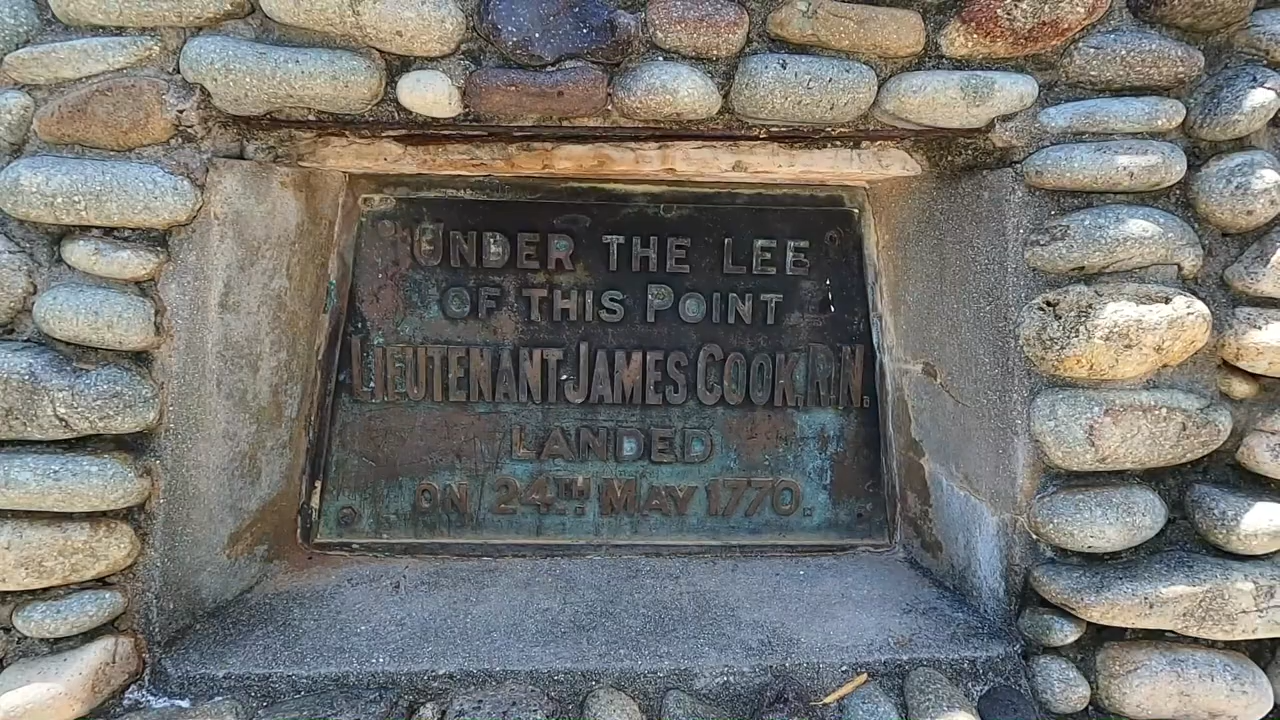 UNDER THE LEE
OF THIS POINT
LIEUTENANT JAMES COOK, R.N.
LANDED
ON 24TH MAY 1770.